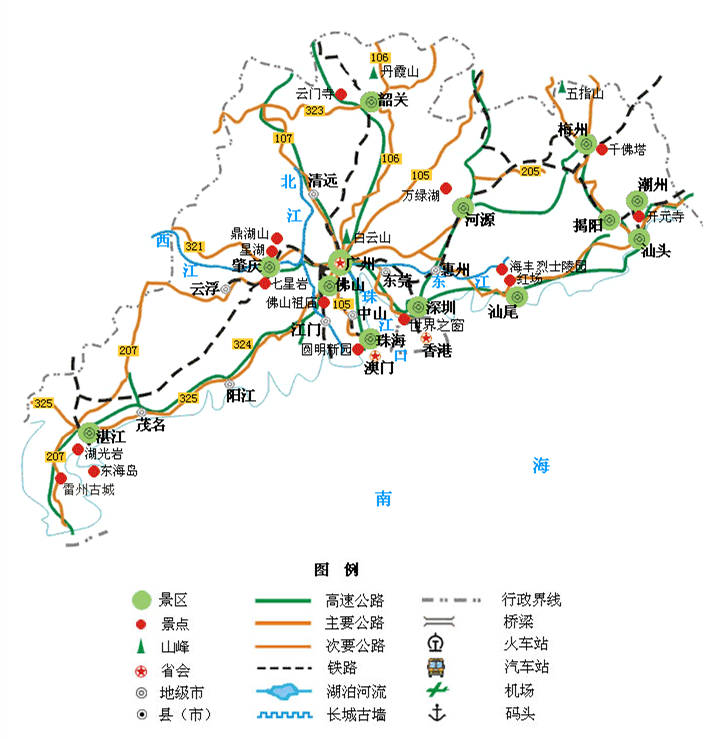 106
丹霞山
云门寺
韶关
323
五指山
107
106
梅州
千佛塔
105
205
北
江
清远
万绿湖
潮州
河源
揭阳
开元寺
鼎湖山
白云山
西
江
321
星湖
汕头
肇庆
广州
惠州
海丰烈士陵园
东莞
东
江
红场
云浮
七星岩
佛山
汕尾
佛山祖庙
105
珠
江
口
中山
深圳
世界之窗
江门
324
207
圆明新园
珠海
香港
澳门
325
325
阳江
茂名
湛江
湖光岩
207
东海岛
雷州古城
南
海
图 例
景区
高速公路
行政界线
景点
主要公路
桥梁
山峰
次要公路
火车站
省会
铁路
汽车站
地级市
湖泊河流
机场
县（市）
长城古墙
码头